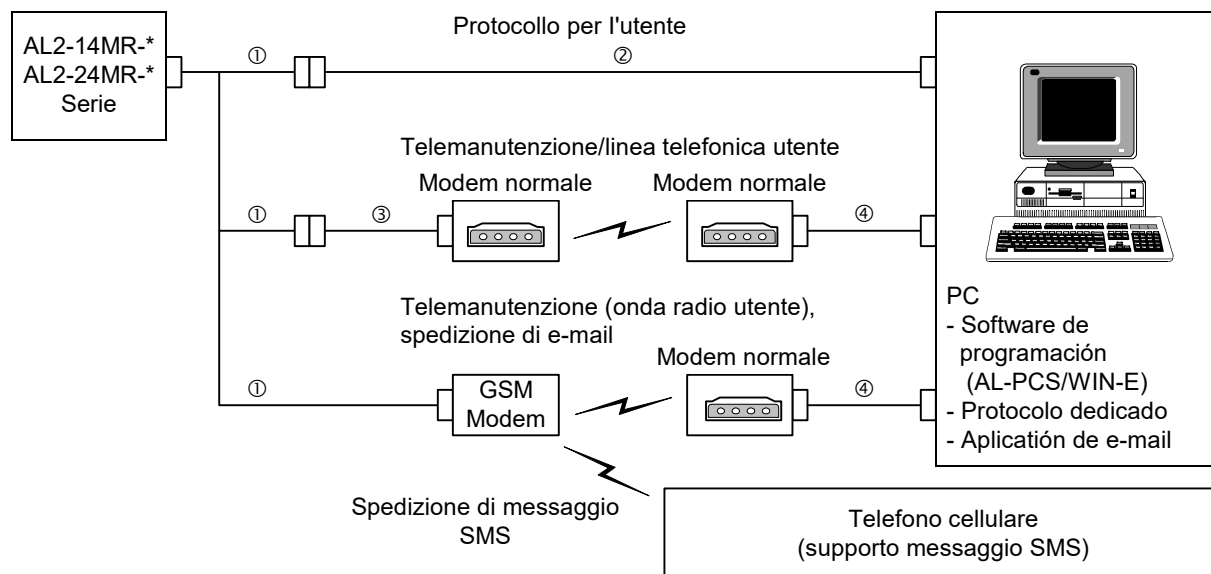 AL2-14MR-*
AL2-24MR-*
Serie
Protocollo per l'utente
①
②
Telemanutenzione/linea telefonica utente
Modem normale
Modem normale
①
③
④
Telemanutenzione (onda radio utente),
spedizione di e-mail
Modem normale
①
GSM
Modem
④
PC
- Software de
programación
(AL-PCS/WIN-E)
- Protocolo dedicado
- Aplicatión de e-mail
Spedizione di messaggio
SMS
Telefono cellulare
(supporto messaggio SMS)